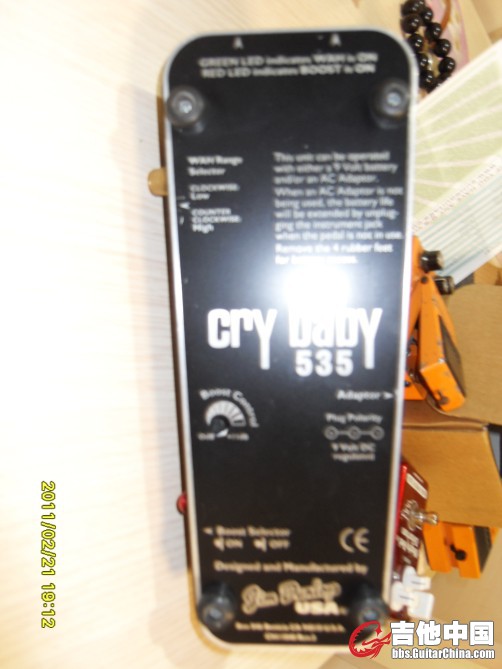 GREEN LED indicates WAH is ON
RED LED indicates BOOST is ON
WAH Range
Selector
CLOCKWISE:
Low
COUNTER
CLOCKWISE:
High
This unit can be operated
with either a 9 Volt battery
and/or an AC Adaptor.
When an AC Adaptor is not
being used, the battery life
will be extended by unplug-
ging the instrument jack
when the pedal is not in use.
Remove the 4 rubber feet
for
cry baby
535
Boost Control
Adaptor >
Plug Polarity
9 Volt DC
Boost Selector
ON OFF
CE
Designed and Manufactured by
Jim Dunlop
USA
2011/02/21 19:12
吉他中国
bbs.GuitarChina.com